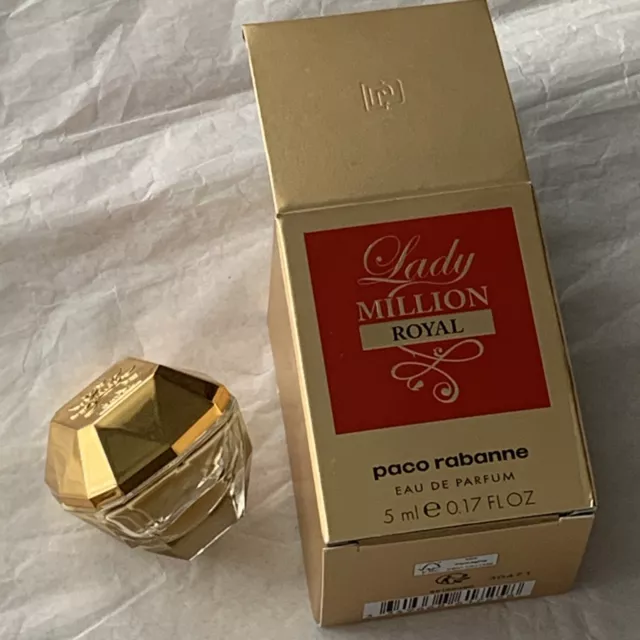 Lady
MILLION
ROYAL
paco rabanne
EAU DE PARFUM
5 ml e 0.17 FL OZ